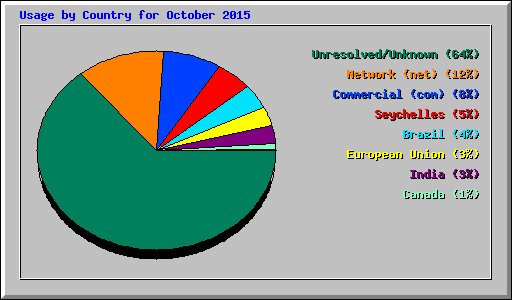 Usage by Country for October 2015
Unresolved/Unknown (64%)
Network (net) (12%)
Commercial (com) (8%)
Seychelles (5%)
Brazil (4%)
European Union (3%)
India (3%)
Canada (1%)